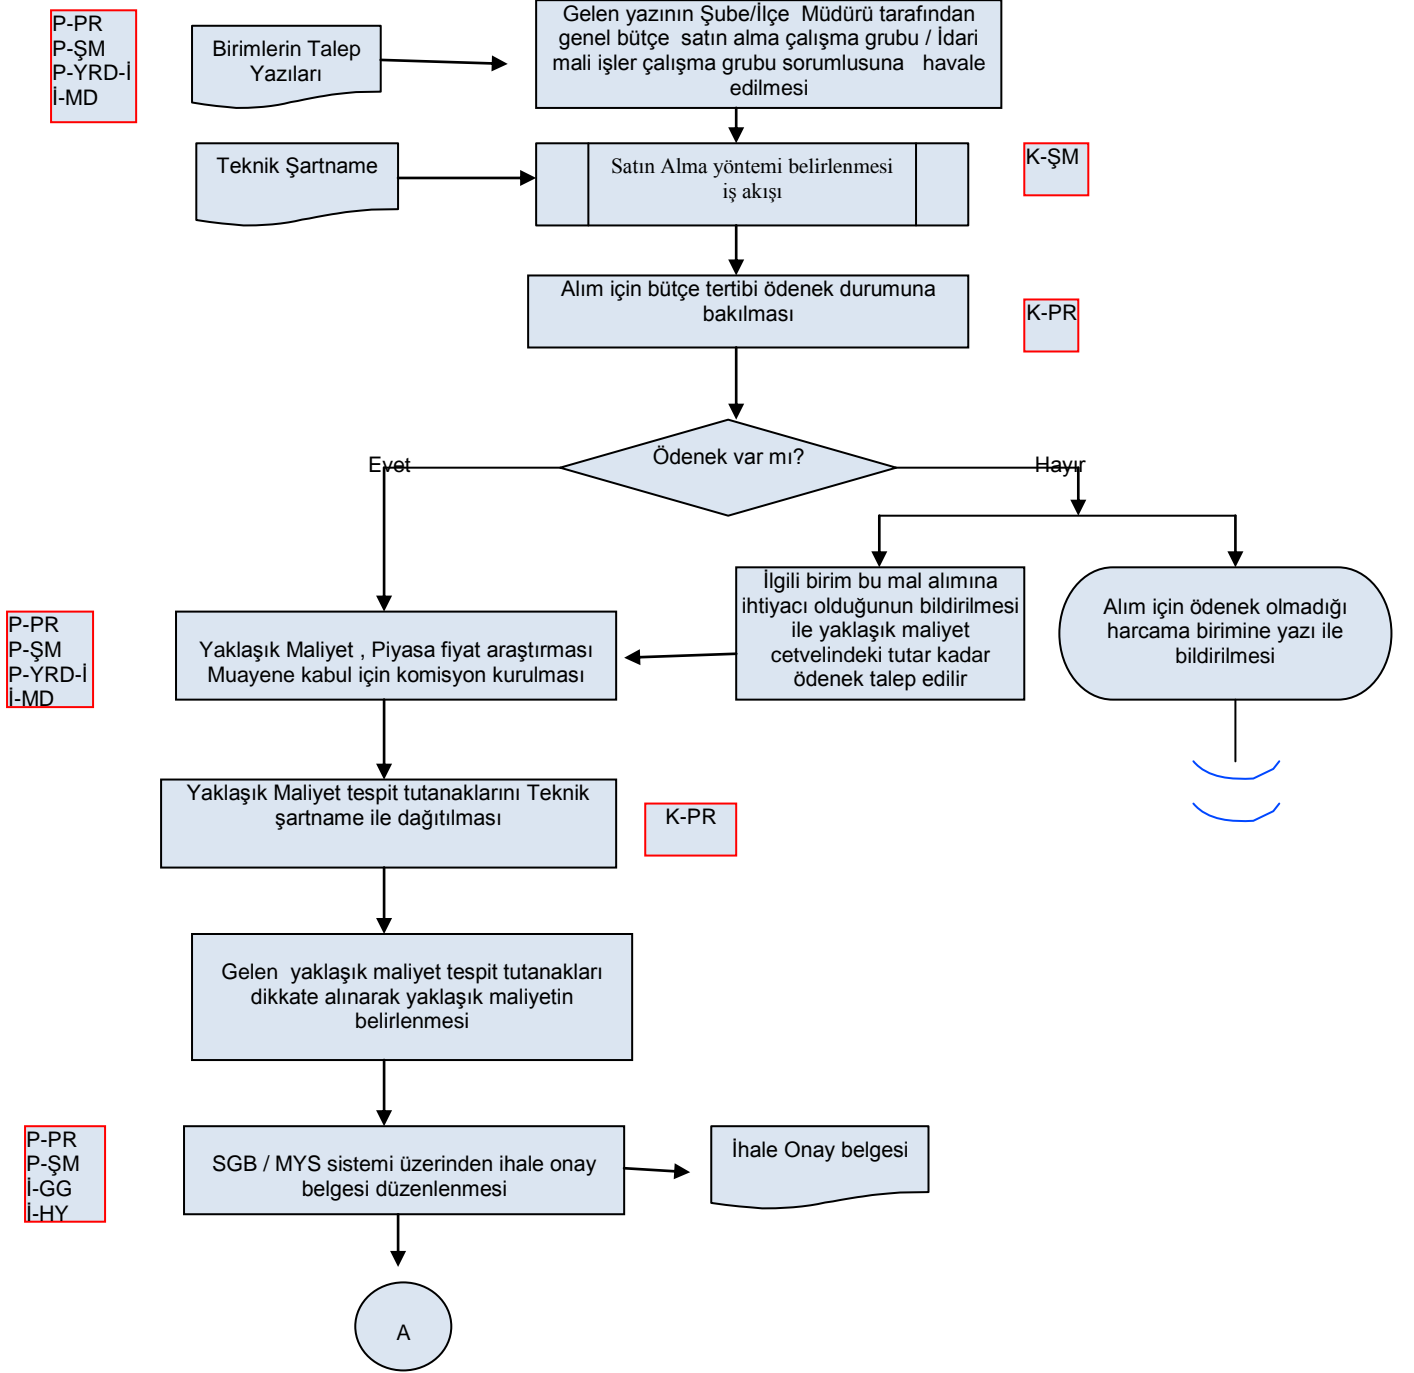 P-PR
P-ŞM
P-YRD-İ
İ-MD
Birimlerin Talep
Yazıları
Gelen yazının Şube/İlçe Müdürü tarafından
genel bütçe satın alma çalışma grubu / İdari
mali işler çalışma grubu sorumlusuna havale
edilmesi
Teknik Şartname
Satın Alma yöntemi belirlenmesi
iş akışı
K-ŞM
Alım için bütçe tertibi ödenek durumuna
bakılması
K-PR
Ödenek var mı?
Evet
Hayır
P-PR
P-ŞM
P-YRD-İ
İ-MD
Yaklaşık Maliyet , Piyasa fiyat araştırması
Muayene kabul için komisyon kurulması
İlgili birim bu mal alımına
ihtiyacı olduğunun bildirilmesi
ile yaklaşık maliyet
cetvelindeki tutar kadar
ödenek talep edilir
Alım için ödenek olmadığı
harcama birimine yazı ile
bildirilmesi
Yaklaşık Maliyet tespit tutanaklarını Teknik
şartname ile dağıtılması
K-PR
Gelen yaklaşık maliyet tespit tutanakları
dikkate alınarak yaklaşık maliyetin
belirlenmesi
P-PR
P-ŞM
İ-GG
İ-HY
SGB / MYS sistemi üzerinden ihale onay
belgesi düzenlenmesi
İhale Onay belgesi
A